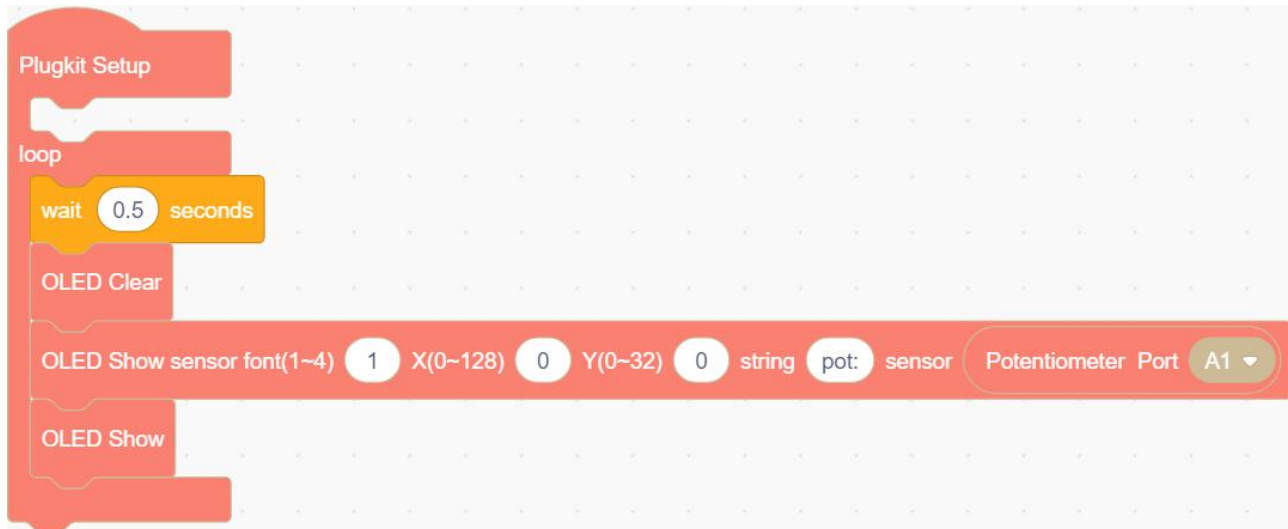 Plugkit Setup
loop
wait 0.5 seconds
OLED Clear
OLED Show sensor font(1~4) 1 X(0~128) 0 Y(0~32) 0 string pot: sensor Potentiometer Port A1
OLED Show